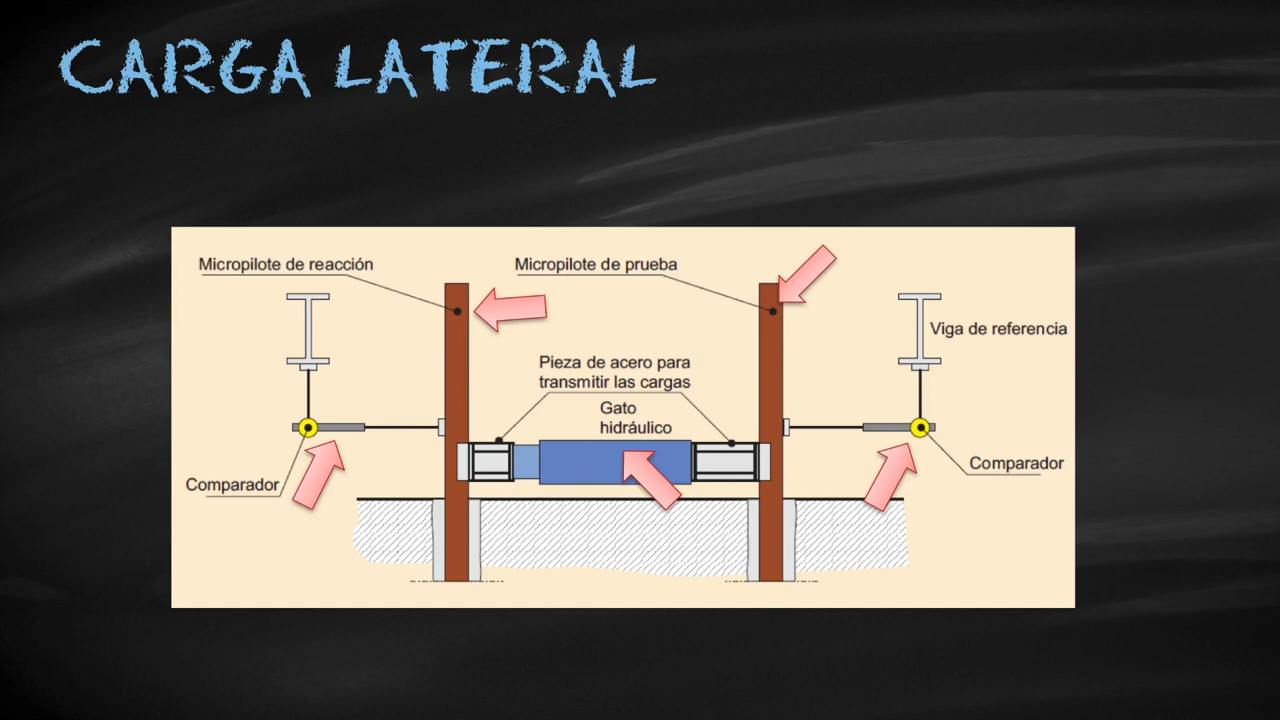 CARGA LATERAL
Micropilote de reacción
Micropilote de prueba
Viga de referencia
Pieza de acero para
transmitir las cargas
Gato
hidráulico
Comparador
Comparador